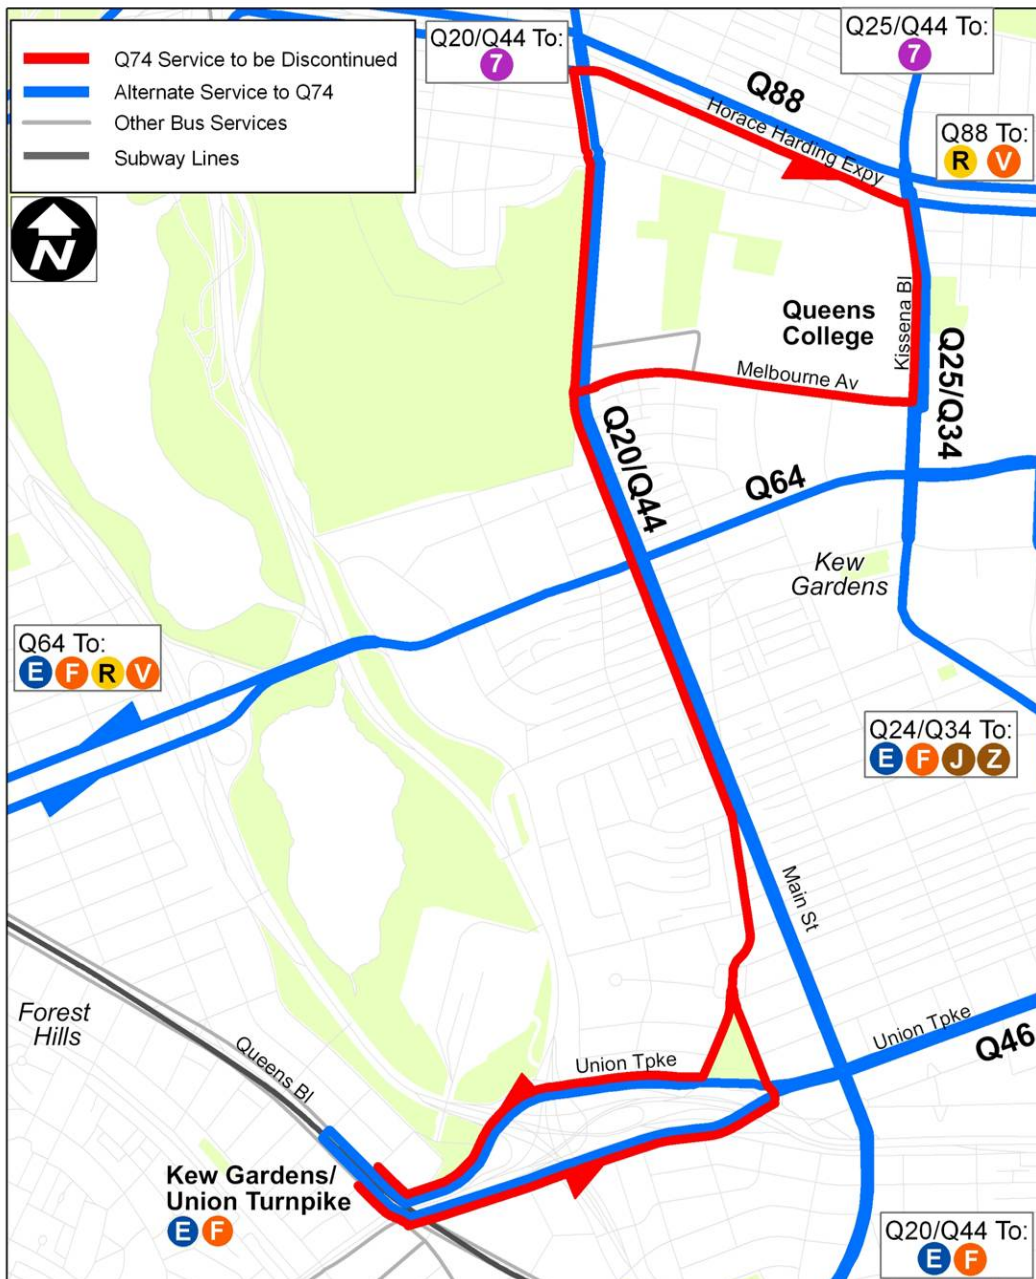 Q74 Service to be Discontinued
Alternate Service to Q74
Other Bus Services
Subway Lines
N
Q20/Q44 To:
7
Q25/Q44 To:
7
Q88
Horace Harding Expy
Q88 To:
R V
Queens
College
Kissena Bl
Melbourne Av
Q25/Q34
Q20/Q44
Q64
Kew
Gardens
Q64 To:
E F R V
Q24/Q34 To:
E F J Z
Main St
Forest
Hills
Queens Bl
Union Tpke
Union Tpke
Q46
Kew Gardens/
Union Turnpike
E F
Q20/Q44 To:
E F